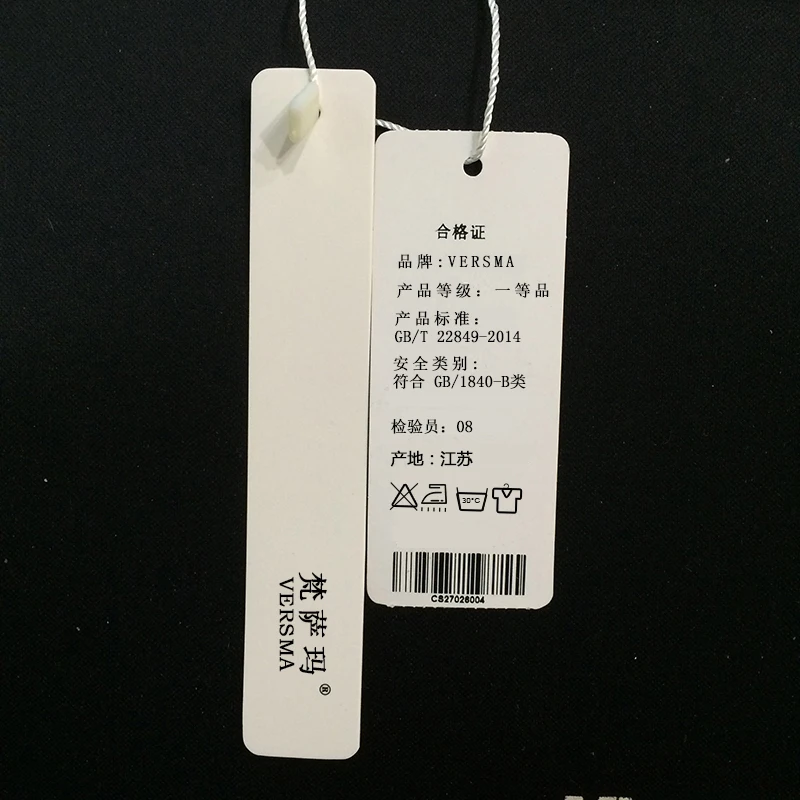 梵萨玛®
VERSMA
合格证
品牌:VERSMA
产品等级：一等品
产品标准：
GB/T 22849-2014
安全类别:
符合 GB/1840-B类
检验员：08
产地:江苏
30°C
CS27026004